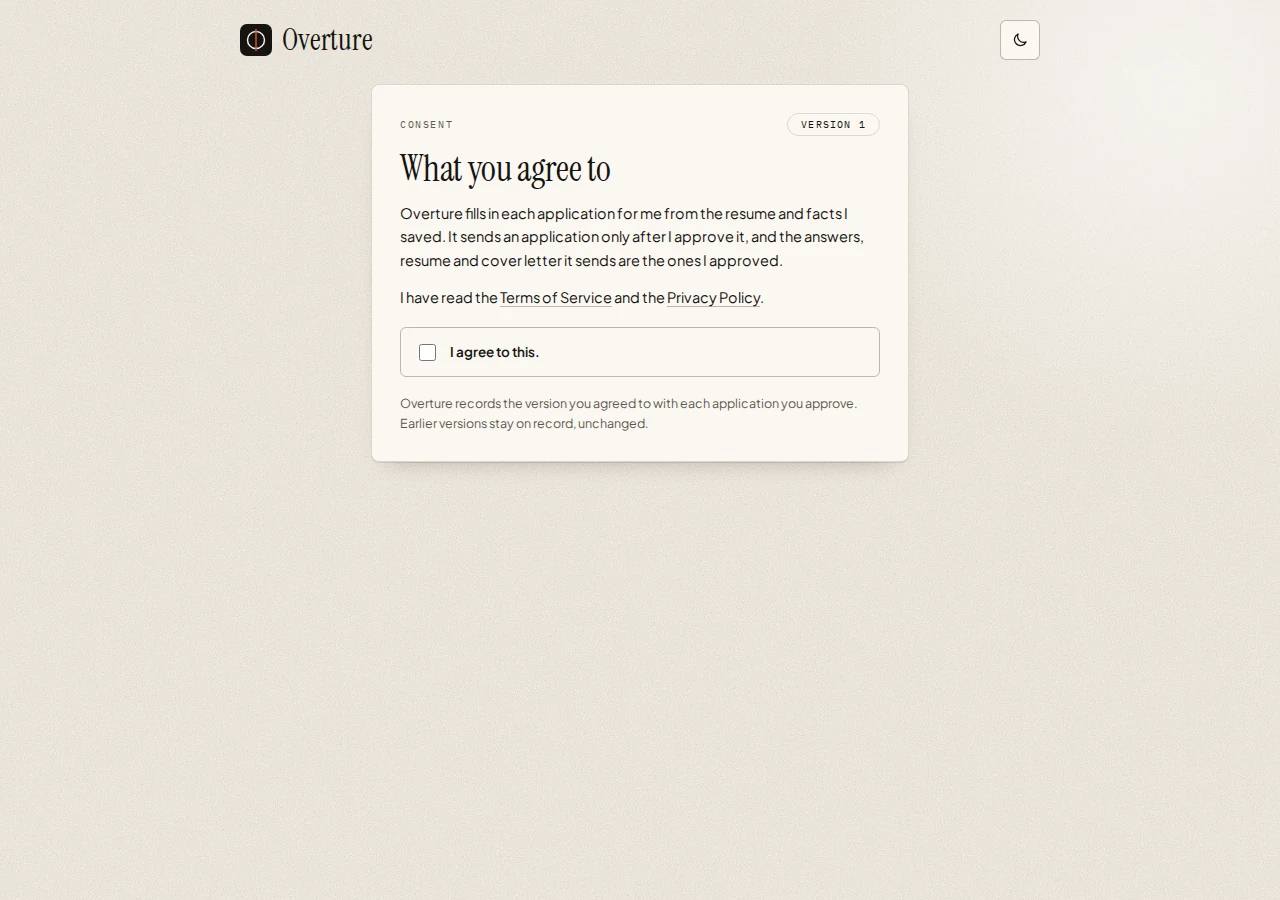 Overture
CONSENT
VERSION 1
What you agree to
Overture fills in each application for me from the resume and facts I
saved. It sends an application only after I approve it, and the answers,
resume and cover letter it sends are the ones I approved.
I have read the Terms of Service and the Privacy Policy.
I agree to this.
Overture records the version you agreed to with each application you approve.
Earlier versions stay on record, unchanged.